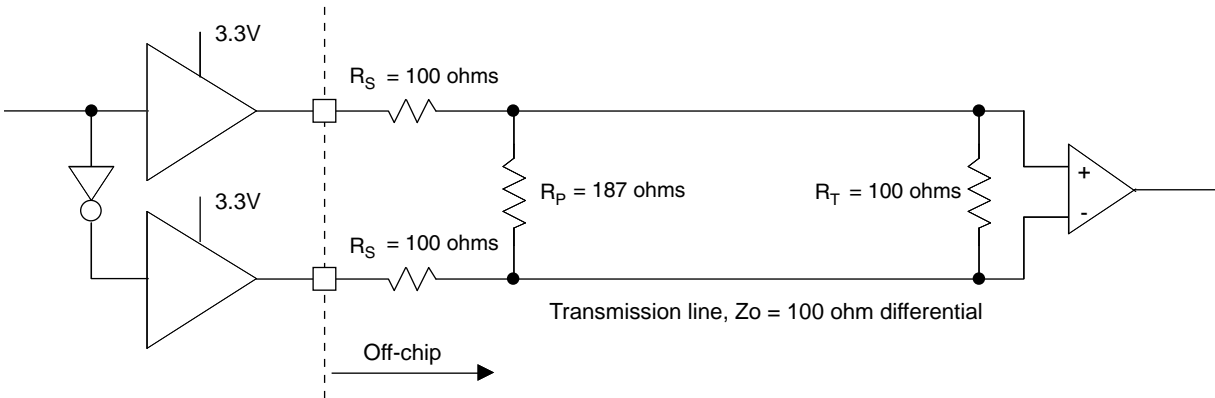 3.3V
R_S = 100 ohms
+
R_P = 187 ohms
R_T = 100 ohms
-
3.3V
R_S = 100 ohms
Transmission line, Zo = 100 ohm differential
Off-chip